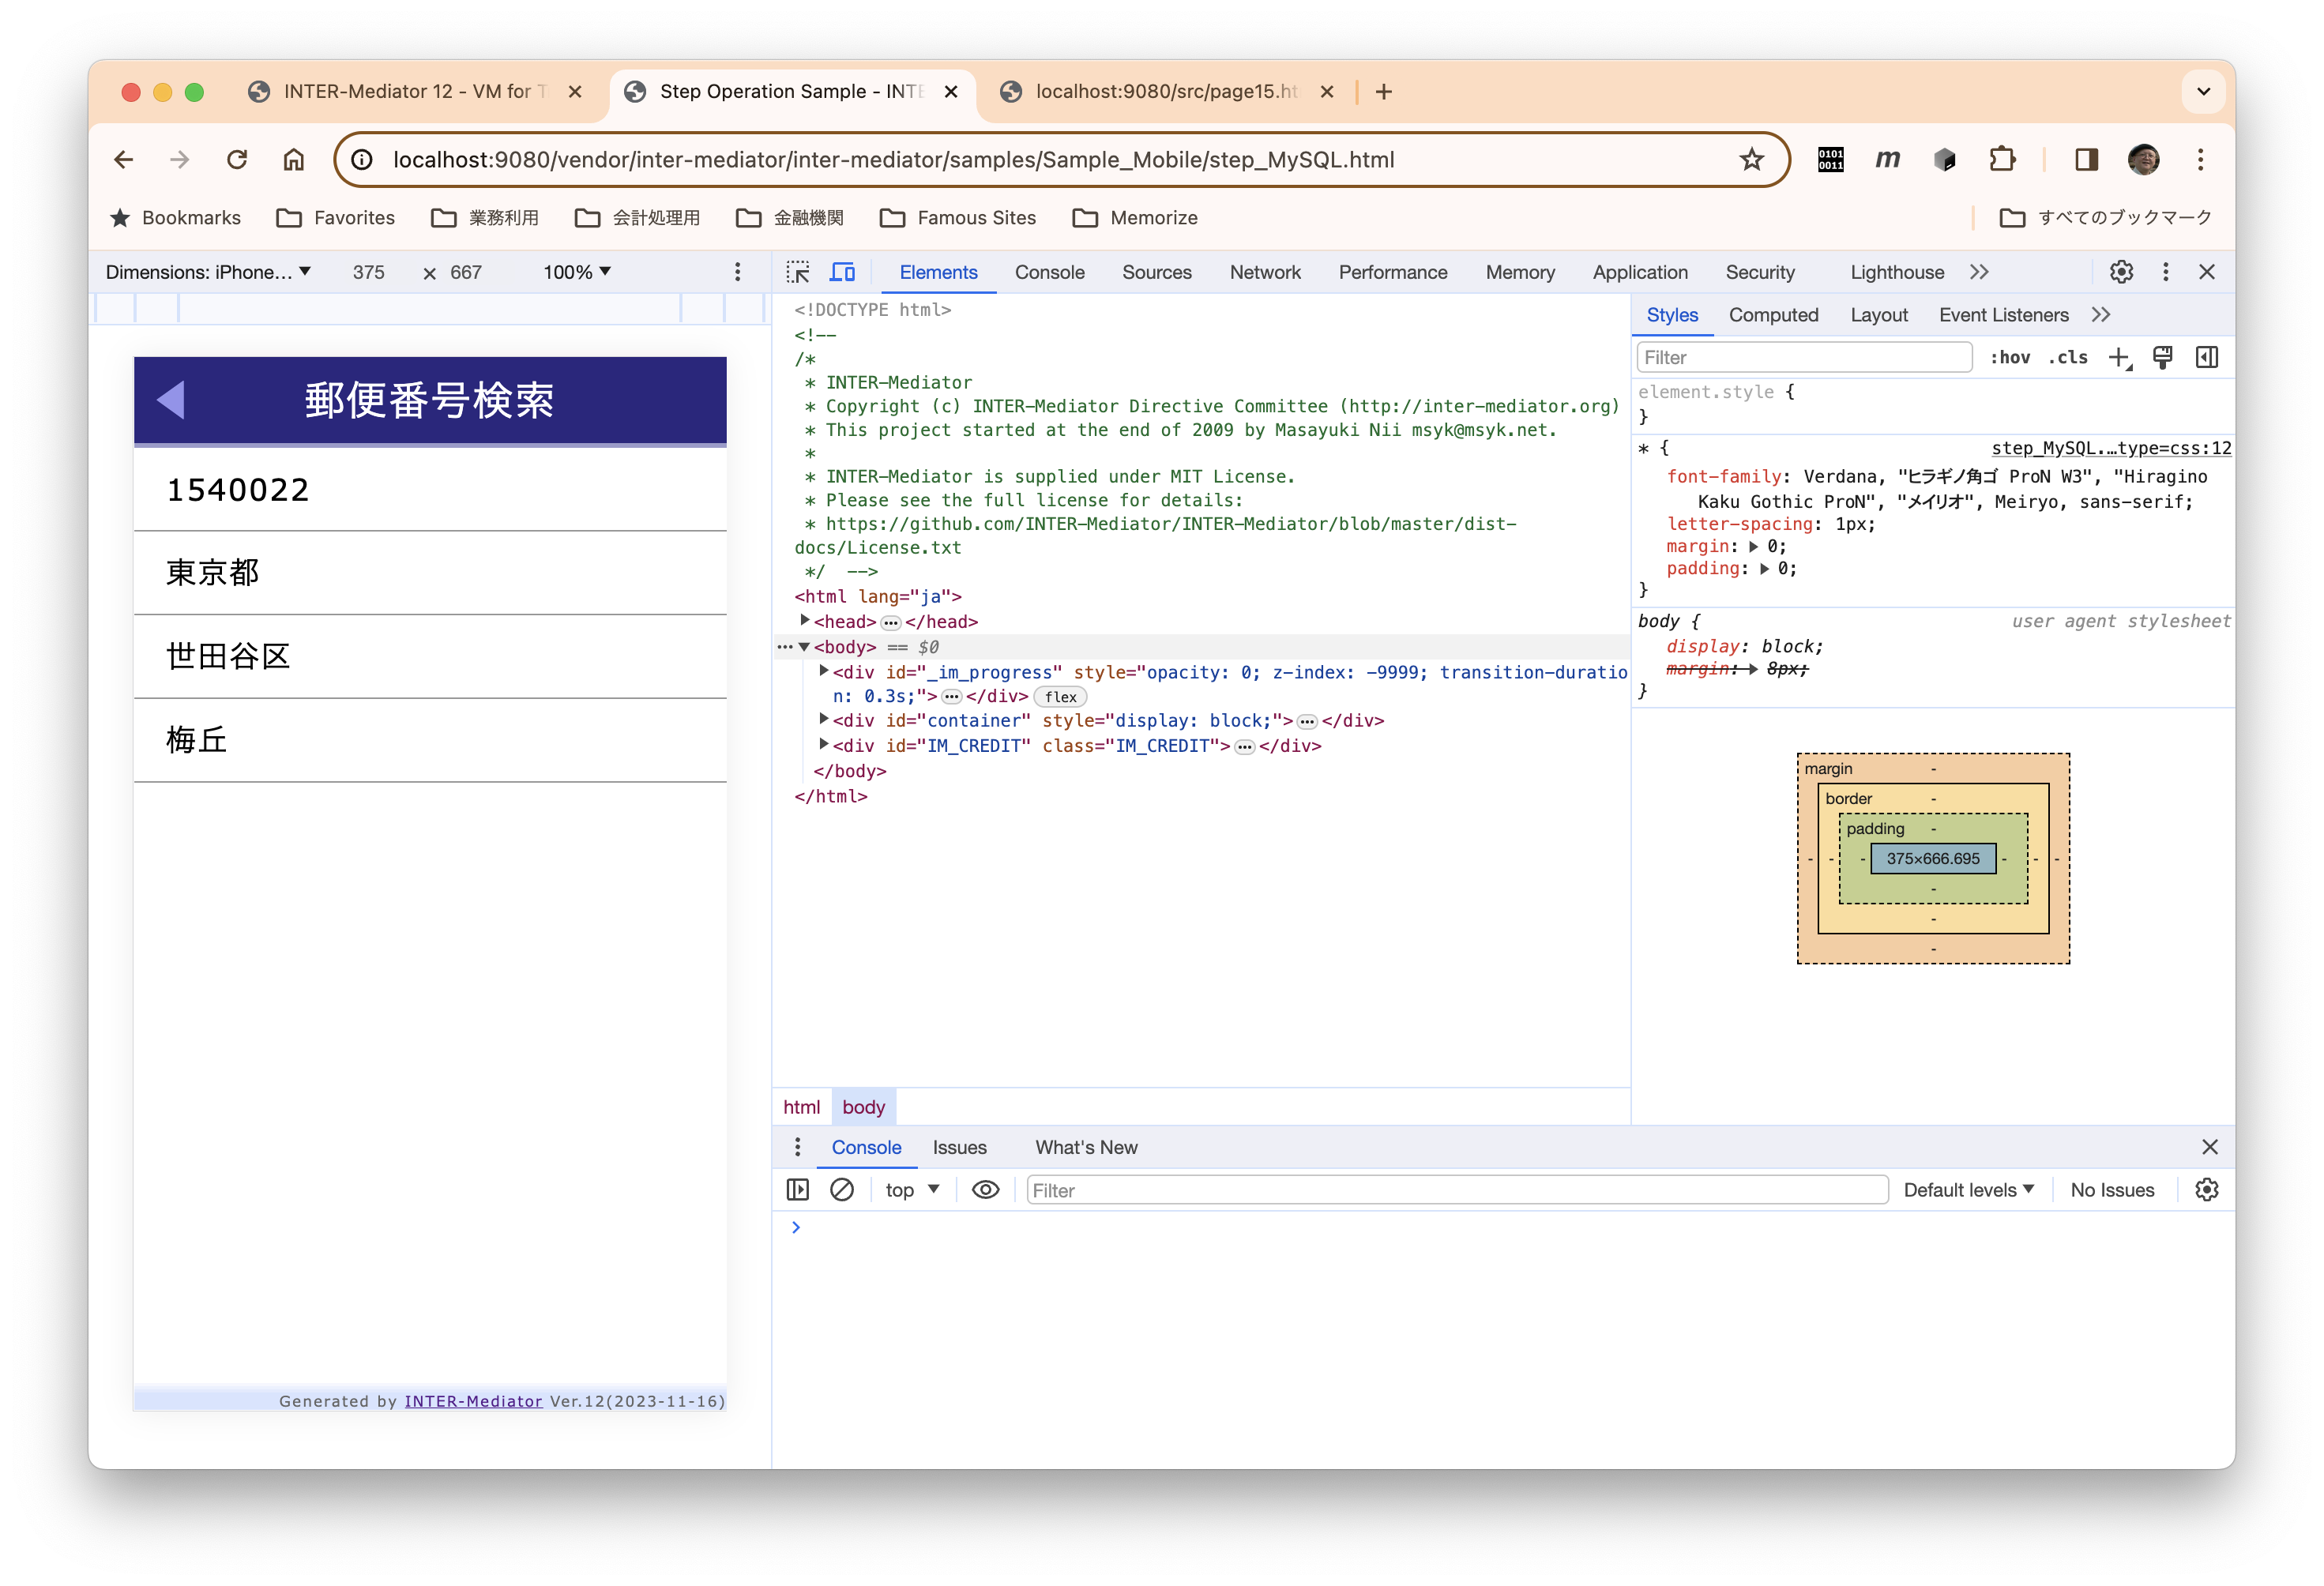 INTER-Mediator 12 - VM for T
Step Operation Sample - INTE
localhost:9080/src/page15.ht
localhost:9080/vendor/inter-mediator/inter-mediator/samples/Sample_Mobile/step_MySQL.html
0101
0011
m
Bookmarks
Favorites
業務利用
会計処理用
金融機関
Famous Sites
Memorize
すべてのブックマーク
Dimensions: iPhone… 375 × 667 100%
郵便番号検索
1540022
東京都
世田谷区
梅丘
Generated by INTER-Mediator Ver.12(2023-11-16)
Elements Console Sources Network Performance Memory Application Security Lighthouse
<!DOCTYPE html>
<!--
/*
* INTER-Mediator
* Copyright (c) INTER-Mediator Directive Committee (http://inter-mediator.org)
* This project started at the end of 2009 by Masayuki Nii msyk@msyk.net.
*
* INTER-Mediator is supplied under MIT License.
* Please see the full license for details:
* https://github.com/INTER-Mediator/INTER-Mediator/blob/master/dist-
docs/License.txt
*/ -->
<html lang="ja">
<head>…</head>
<body> == $0
<div id="_im_progress" style="opacity: 0; z-index: -9999; transition-duratio
n: 0.3s;">…</div> flex
<div id="container" style="display: block;">…</div>
<div id="IM_CREDIT" class="IM_CREDIT">…</div>
</body>
</html>
html body
Styles Computed Layout Event Listeners
Filter :hov .cls
element.style {
}
* { step_MySQL.…type=css:12
font-family: Verdana, "ヒラギノ角ゴ ProN W3", "Hiragino
Kaku Gothic ProN", "メイリオ", Meiryo, sans-serif;
letter-spacing: 1px;
margin: 0;
padding: 0;
}
body { user agent stylesheet
display: block;
margin: 8px;
}
margin -
border -
padding -
- - - 375×666.695 - - -
-
-
-
Console Issues What's New
top Filter Default levels No Issues